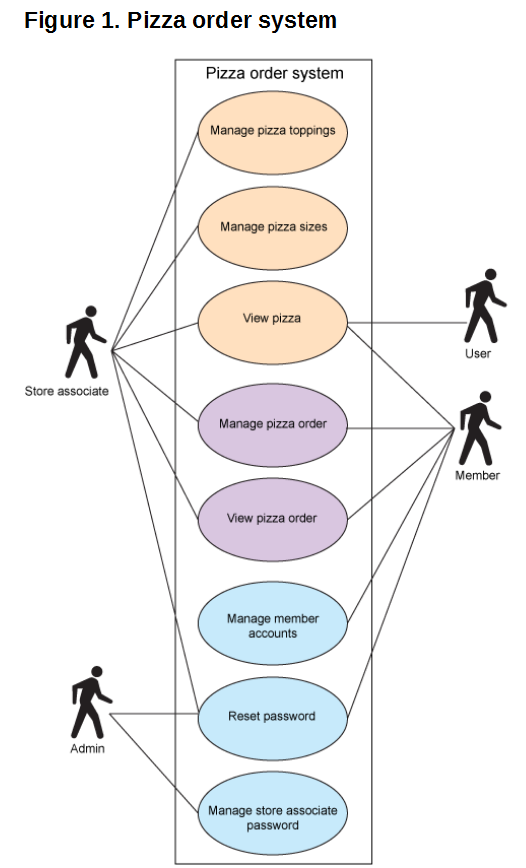 Figure 1. Pizza order system
Pizza order system
Manage pizza toppings
Manage pizza sizes
View pizza
User
Store associate
Manage pizza order
Member
View pizza order
Manage member
accounts
Reset password
Admin
Manage store associate
password